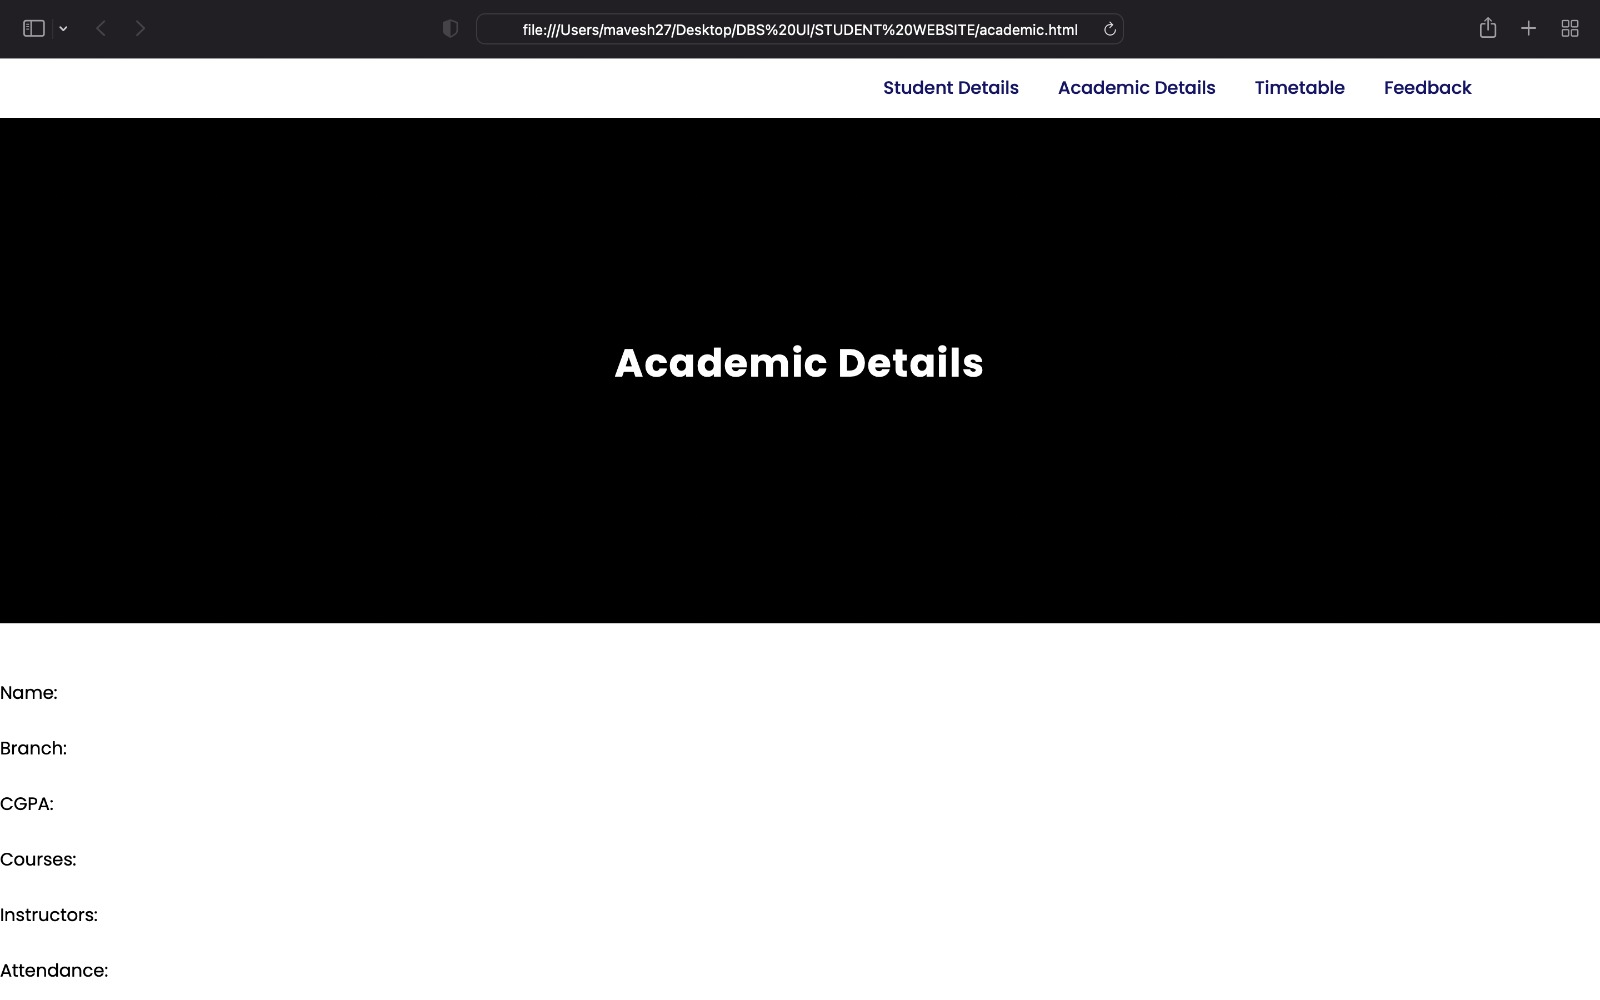 file:///Users/mavesh27/Desktop/DBS%20UI/STUDENT%20WEBSITE/academic.html
Student Details Academic Details Timetable Feedback
Academic Details
Name:
Branch:
CGPA:
Courses:
Instructors:
Attendance: